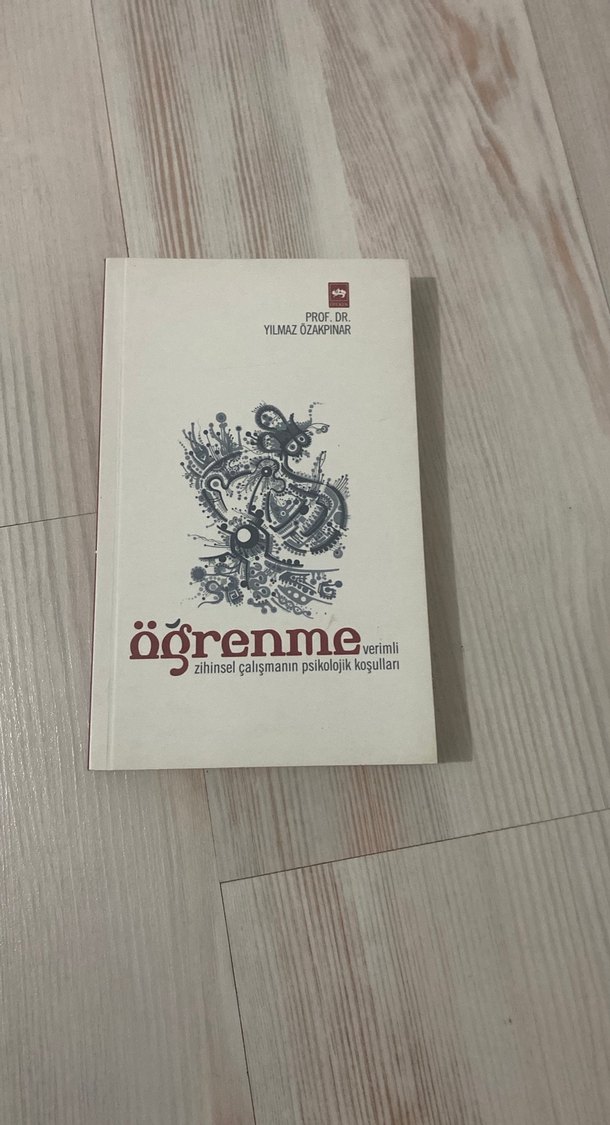 PROF. DR.
YILMAZ ÖZAKPINAR
öğrenme verimli
zihinsel çalışmanın psikolojik koşulları